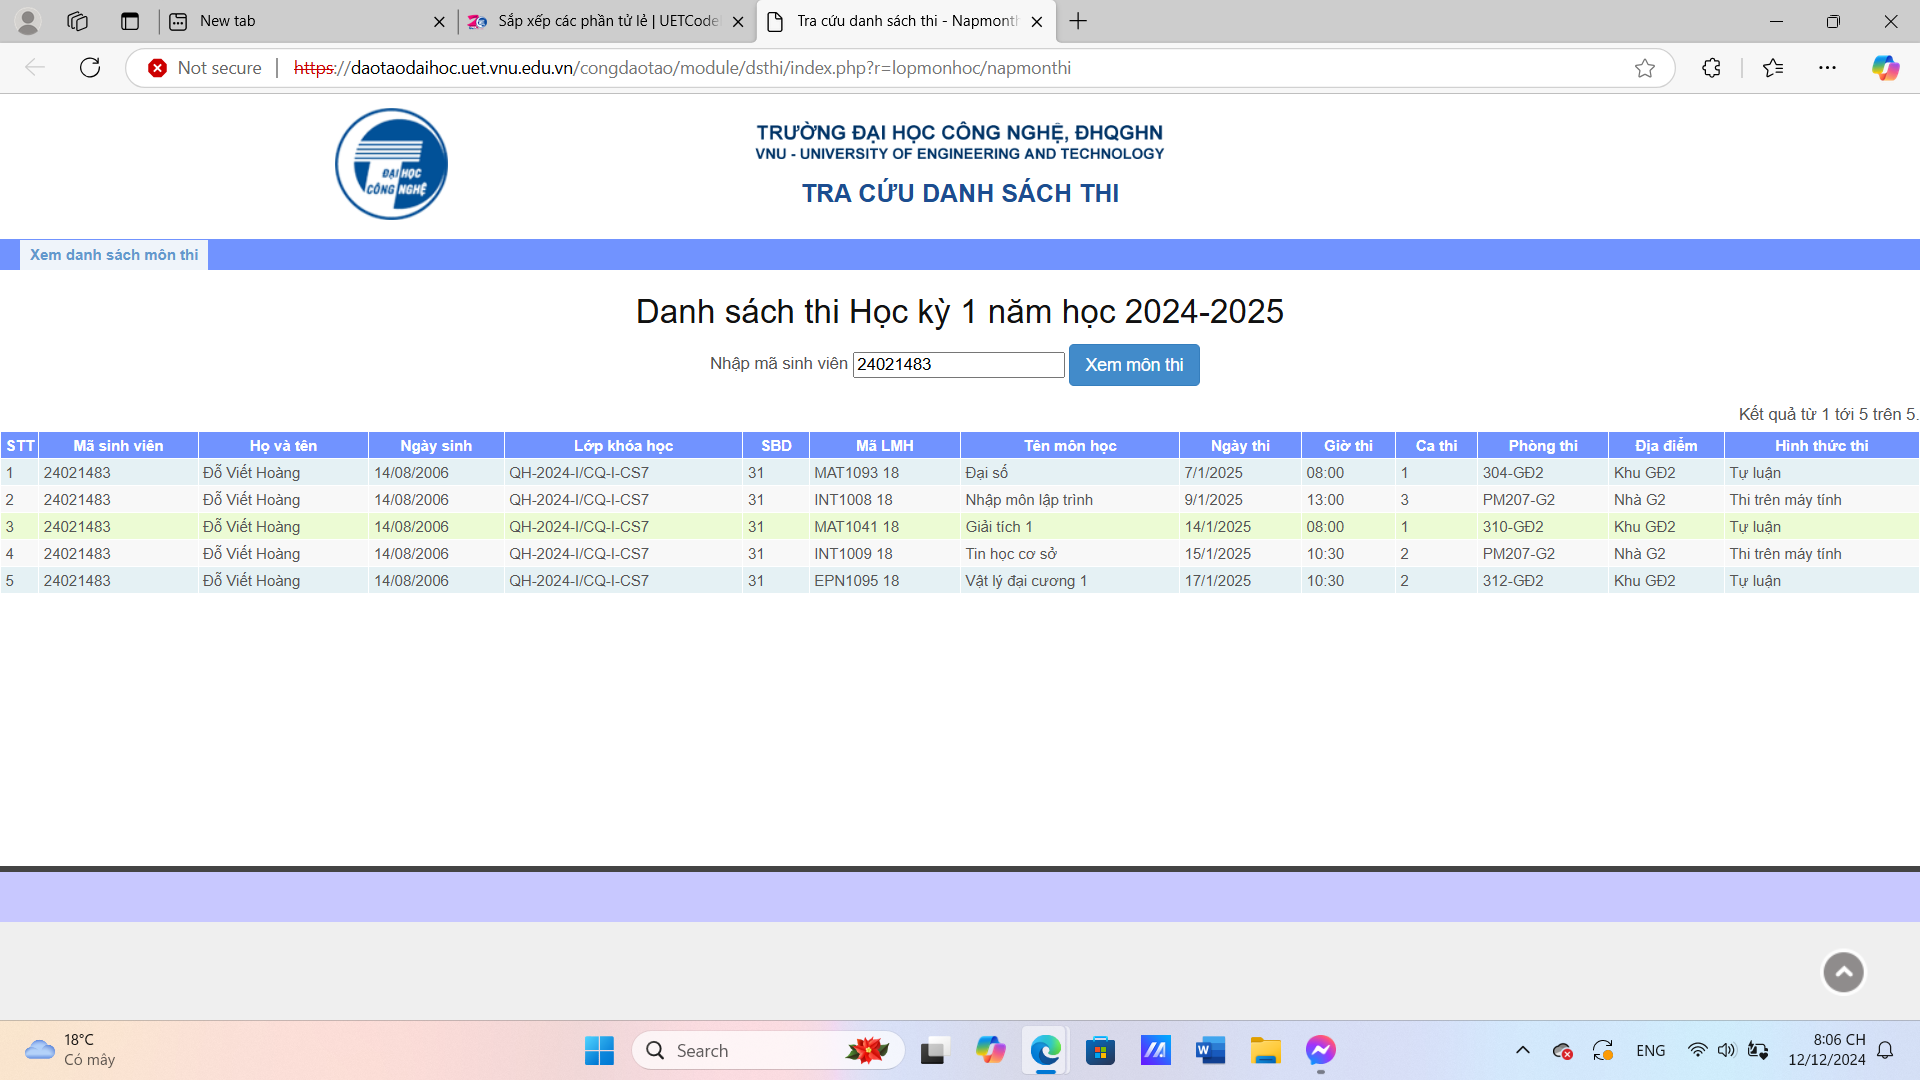 New tab
Sắp xếp các phần tử lẻ | UETCode
Tra cứu danh sách thi - Napmonth
Not secure | https://daotaodaihoc.uet.vnu.edu.vn/congdaotao/module/dsthi/index.php?r=lopmonhoc/napmonthi
ĐẠI HỌC
CÔNG NGHỆ
TRƯỜNG ĐẠI HỌC CÔNG NGHỆ, ĐHQGHN
VNU - UNIVERSITY OF ENGINEERING AND TECHNOLOGY
TRA CỨU DANH SÁCH THI
Xem danh sách môn thi
Danh sách thi Học kỳ 1 năm học 2024-2025
Nhập mã sinh viên 24021483 Xem môn thi
Kết quả từ 1 tới 5 trên 5.
STT Mã sinh viên Họ và tên Ngày sinh Lớp khóa học SBD Mã LMH Tên môn học Ngày thi Giờ thi Ca thi Phòng thi Địa điểm Hình thức thi
1 24021483 Đỗ Viết Hoàng 14/08/2006 QH-2024-I/CQ-I-CS7 31 MAT1093 18 Đại số 7/1/2025 08:00 1 304-GĐ2 Khu GĐ2 Tự luận
2 24021483 Đỗ Viết Hoàng 14/08/2006 QH-2024-I/CQ-I-CS7 31 INT1008 18 Nhập môn lập trình 9/1/2025 13:00 3 PM207-G2 Nhà G2 Thi trên máy tính
3 24021483 Đỗ Viết Hoàng 14/08/2006 QH-2024-I/CQ-I-CS7 31 MAT1041 18 Giải tích 1 14/1/2025 08:00 1 310-GĐ2 Khu GĐ2 Tự luận
4 24021483 Đỗ Viết Hoàng 14/08/2006 QH-2024-I/CQ-I-CS7 31 INT1009 18 Tin học cơ sở 15/1/2025 10:30 2 PM207-G2 Nhà G2 Thi trên máy tính
5 24021483 Đỗ Viết Hoàng 14/08/2006 QH-2024-I/CQ-I-CS7 31 EPN1095 18 Vật lý đại cương 1 17/1/2025 10:30 2 312-GĐ2 Khu GĐ2 Tự luận
18°C
Có mây
Search
ENG
8:06 CH
12/12/2024